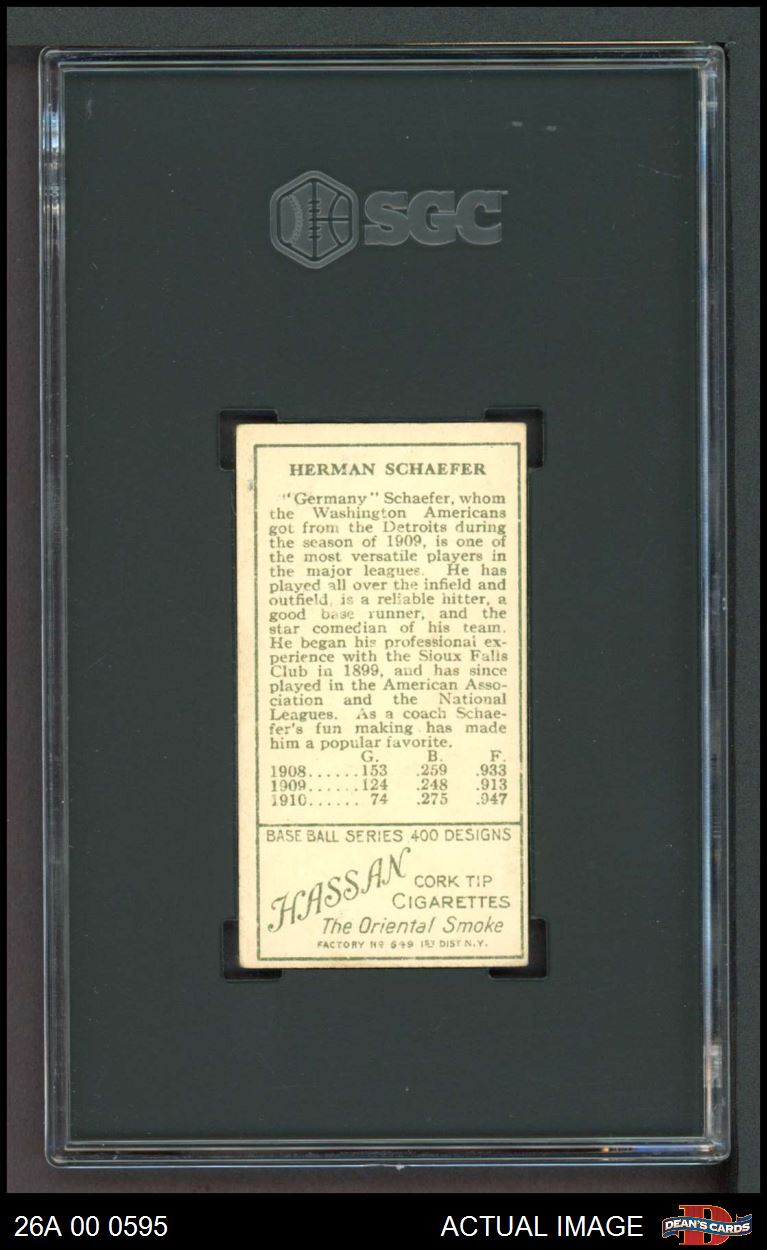 SGC
HERMAN SCHAEFER
"Germany" Schaefer, whom
the Washington Americans
got from the Detroits during
the season of 1909, is one of
the most versatile players in
the major leagues. He has
played all over the infield and
outfield, is a reliable hitter, a
good base runner, and the
star comedian of his team.
He began his professional ex-
perience with the Sioux Falls
Club in 1899, and has since
played in the American Asso-
ciation and the National
Leagues. As a coach Schae-
fer's fun making has made
him a popular favorite.
G. B. F.
1908......153 .259 .933
1909......124 .248 .913
1910...... 74 .275 .947
BASE BALL SERIES 400 DESIGNS
HASSAN
CORK TIP
CIGARETTES
The Oriental Smoke
FACTORY Nº 649 1ST DIST N.Y.
26A 00 0595 ACTUAL IMAGE DEAN'S CARDS